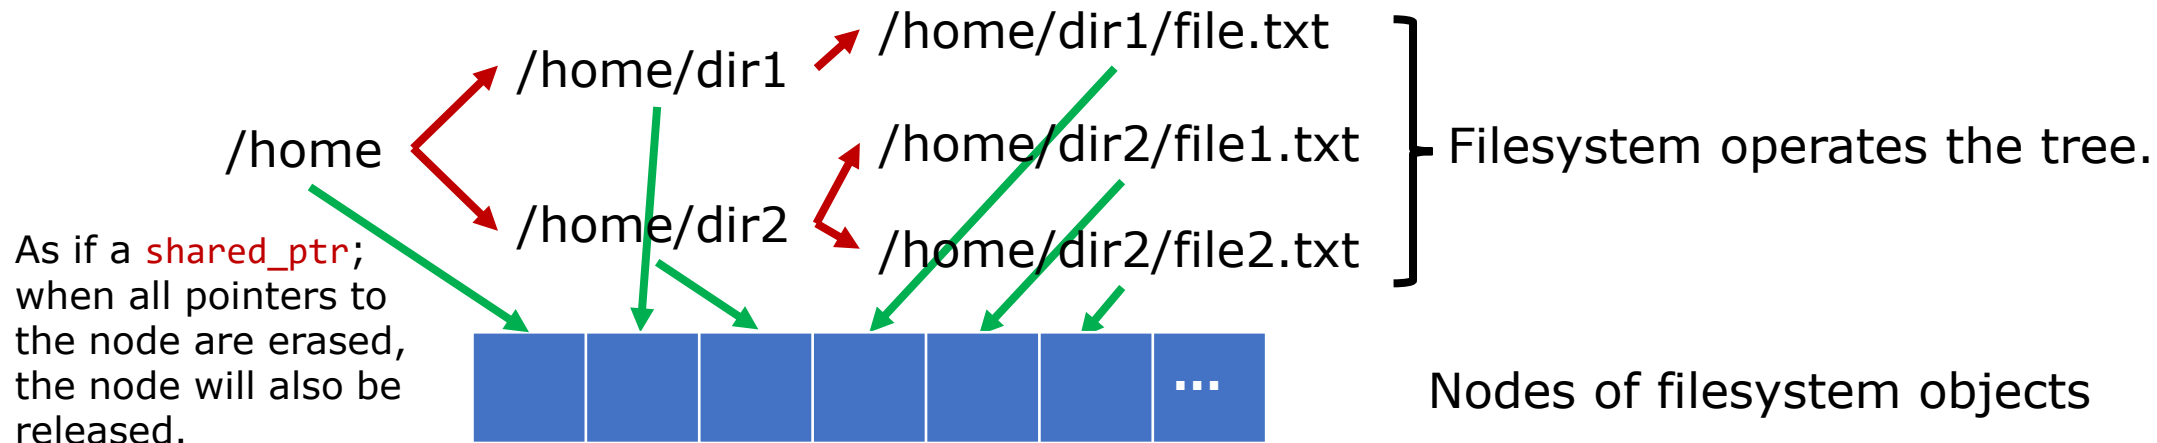 /home/dir1/file.txt
/home/dir1
/home
/home/dir2/file1.txt
Filesystem operates the tree.
/home/dir2
/home/dir2/file2.txt
As if a shared_ptr;
when all pointers to
the node are erased,
the node will also be
released.
...
Nodes of filesystem objects